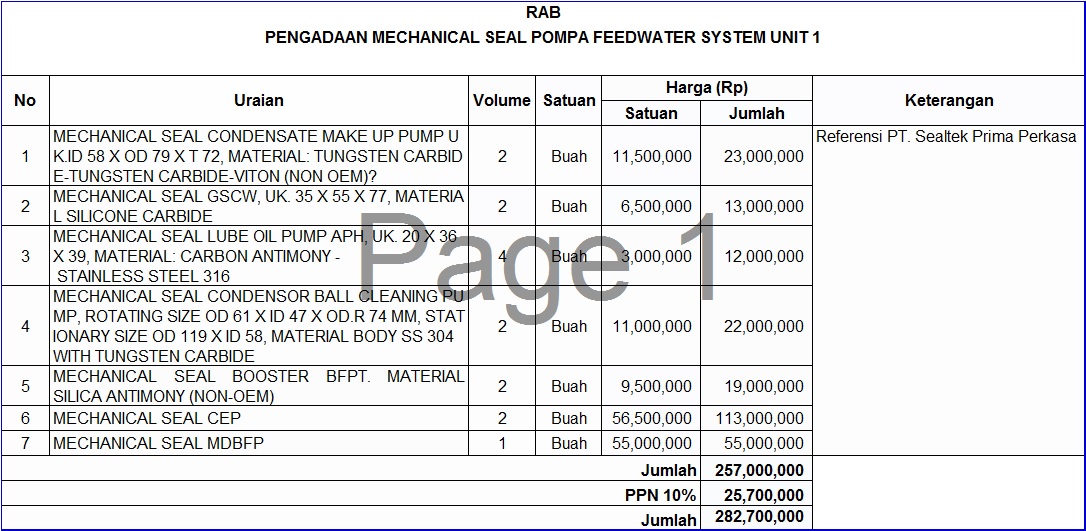 RAB
PENGADAAN MECHANICAL SEAL POMPA FEEDWATER SYSTEM UNIT 1
No Uraian Volume Satuan Harga (Rp) Keterangan
Satuan Jumlah
1 MECHANICAL SEAL CONDENSATE MAKE UP PUMP U 2 Buah 11,500,000 23,000,000 Referensi PT. Sealtek Prima Perkasa
K.ID 58 X OD 79 X T 72, MATERIAL: TUNGSTEN CARBID
E-TUNGSTEN CARBIDE-VITON (NON OEM)?
2 MECHANICAL SEAL GSCW, UK. 35 X 55 X 77, MATERIA 2 Buah 6,500,000 13,000,000
L SILICONE CARBIDE
3 MECHANICAL SEAL LUBE OIL PUMP APH, UK. 20 X 36 4 Buah 3,000,000 12,000,000
X 39, MATERIAL: CARBON ANTIMONY -
STAINLESS STEEL 316
4 MECHANICAL SEAL CONDENSOR BALL CLEANING PU 2 Buah 11,000,000 22,000,000
MP, ROTATING SIZE OD 61 X ID 47 X OD.R 74 MM, STAT
IONARY SIZE OD 119 X ID 58, MATERIAL BODY SS 304
WITH TUNGSTEN CARBIDE
5 MECHANICAL SEAL BOOSTER BFPT. MATERIAL 2 Buah 9,500,000 19,000,000
SILICA ANTIMONY (NON-OEM)
6 MECHANICAL SEAL CEP 2 Buah 56,500,000 113,000,000
7 MECHANICAL SEAL MDBFP 1 Buah 55,000,000 55,000,000
Jumlah 257,000,000
PPN 10% 25,700,000
Jumlah 282,700,000
Page 1